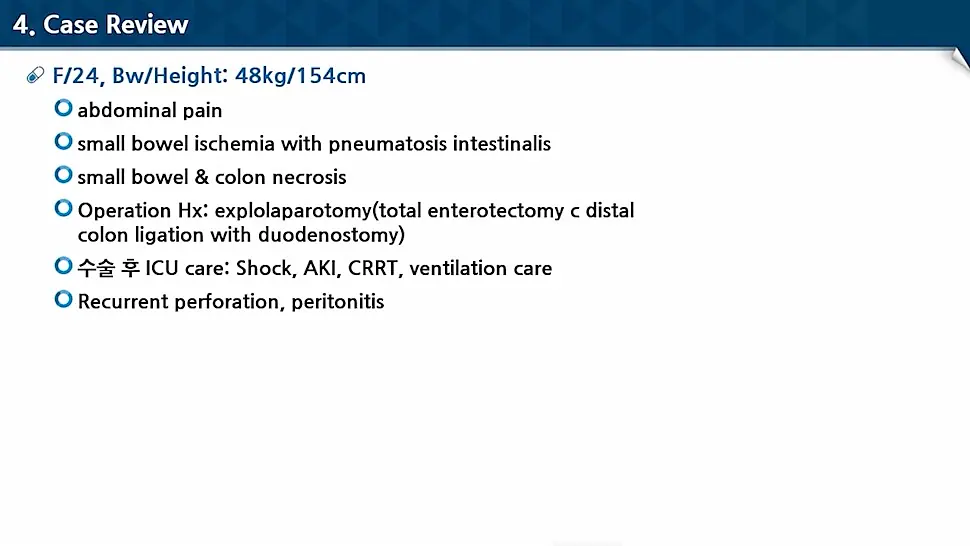 4. Case Review
F/24, Bw/Height: 48kg/154cm
abdominal pain
small bowel ischemia with pneumatosis intestinalis
small bowel & colon necrosis
Operation Hx: explolaparotomy(total enterotectomy c distal
colon ligation with duodenostomy)
수술 후 ICU care: Shock, AKI, CRRT, ventilation care
Recurrent perforation, peritonitis